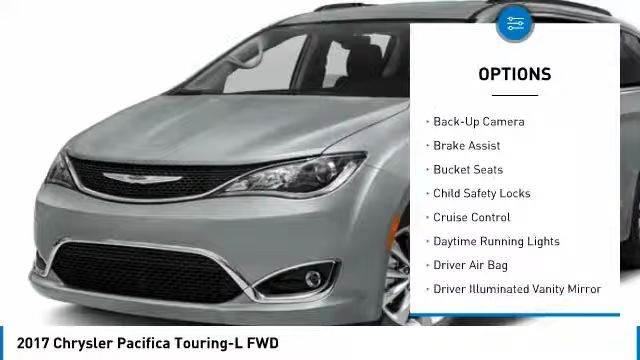 OPTIONS
· Back-Up Camera
· Brake Assist
· Bucket Seats
· Child Safety Locks
· Cruise Control
· Daytime Running Lights
· Driver Air Bag
· Driver Illuminated Vanity Mirror
2017 Chrysler Pacifica Touring-L FWD